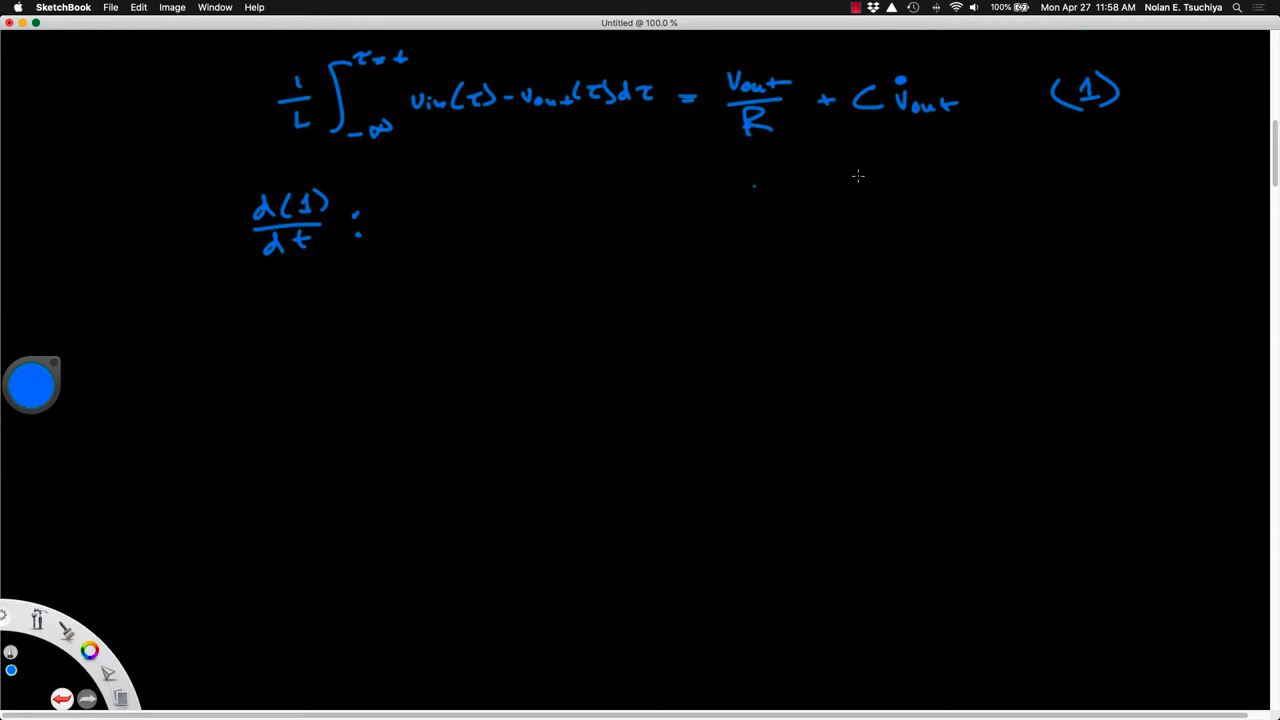 SketchBook File Edit Image Window Help 100% Mon Apr 27 11:58 AM Nolan E. Tsuchiya
Untitled @ 100.0 %
1/L ∫_{-∞}^{τ=t} vin(τ) - vout(τ)dτ = vout/R + C v̇out (1)
d(1)/dt :